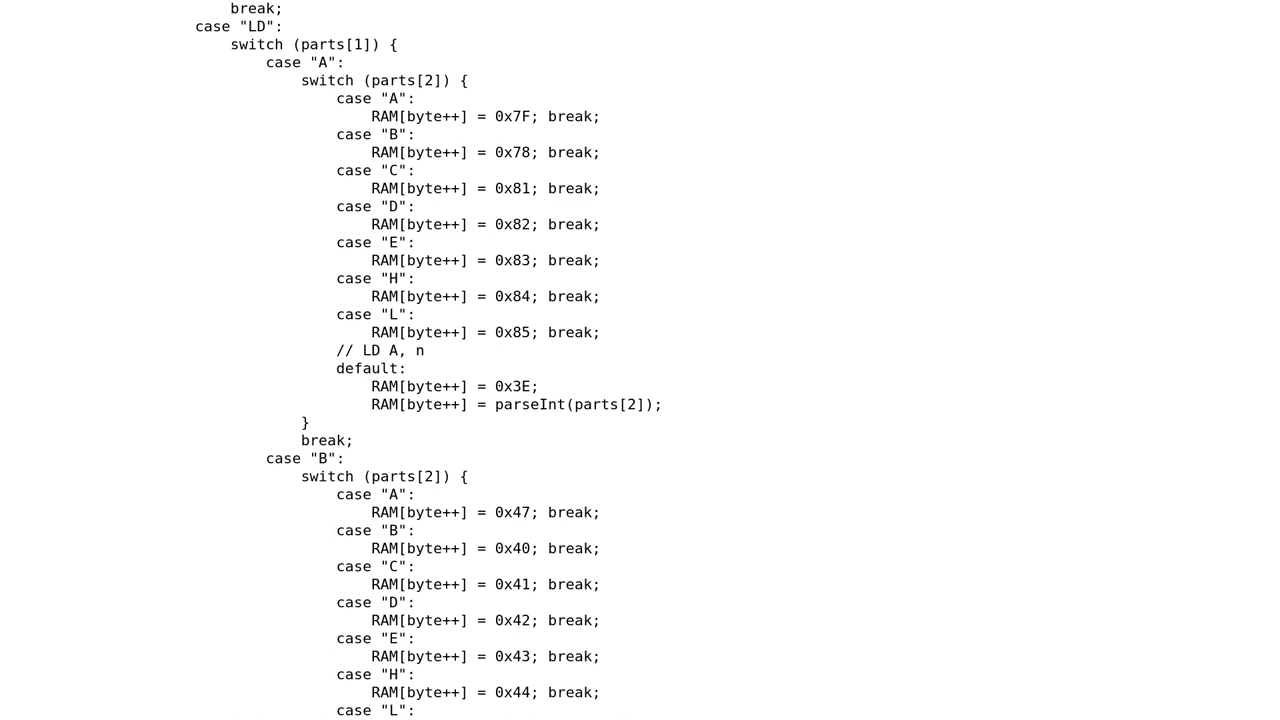 break;
case "LD":
switch (parts[1]) {
case "A":
switch (parts[2]) {
case "A":
RAM[byte++] = 0x7F; break;
case "B":
RAM[byte++] = 0x78; break;
case "C":
RAM[byte++] = 0x81; break;
case "D":
RAM[byte++] = 0x82; break;
case "E":
RAM[byte++] = 0x83; break;
case "H":
RAM[byte++] = 0x84; break;
case "L":
RAM[byte++] = 0x85; break;
// LD A, n
default:
RAM[byte++] = 0x3E;
RAM[byte++] = parseInt(parts[2]);
}
break;
case "B":
switch (parts[2]) {
case "A":
RAM[byte++] = 0x47; break;
case "B":
RAM[byte++] = 0x40; break;
case "C":
RAM[byte++] = 0x41; break;
case "D":
RAM[byte++] = 0x42; break;
case "E":
RAM[byte++] = 0x43; break;
case "H":
RAM[byte++] = 0x44; break;
case "L":